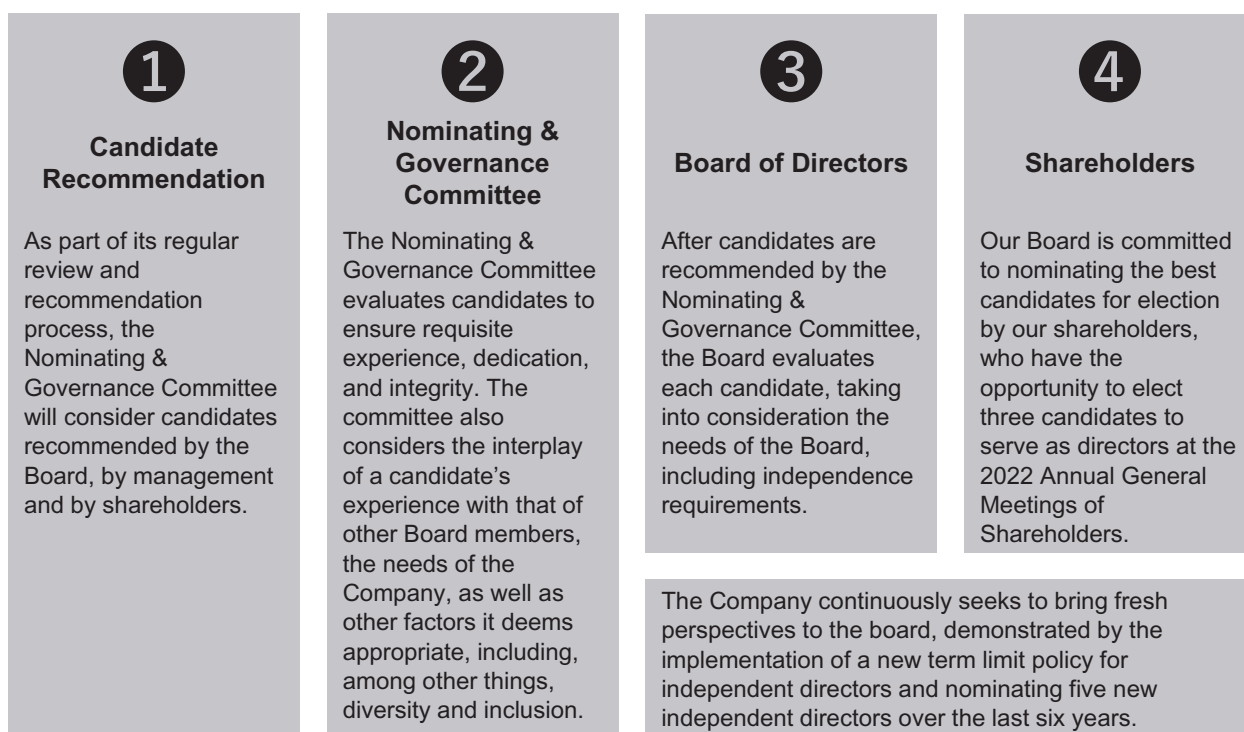 1
Candidate
Recommendation
As part of its regular
review and
recommendation
process, the
Nominating &
Governance Committee
will consider candidates
recommended by the
Board, by management
and by shareholders.
2
Nominating &
Governance
Committee
The Nominating &
Governance Committee
evaluates candidates to
ensure requisite
experience, dedication,
and integrity. The
committee also
considers the interplay
of a candidate’s
experience with that of
other Board members,
the needs of the
Company, as well as
other factors it deems
appropriate, including,
among other things,
diversity and inclusion.
3
Board of Directors
After candidates are
recommended by the
Nominating &
Governance Committee,
the Board evaluates
each candidate, taking
into consideration the
needs of the Board,
including independence
requirements.
4
Shareholders
Our Board is committed
to nominating the best
candidates for election
by our shareholders,
who have the
opportunity to elect
three candidates to
serve as directors at the
2022 Annual General
Meetings of
Shareholders.
The Company continuously seeks to bring fresh
perspectives to the board, demonstrated by the
implementation of a new term limit policy for
independent directors and nominating five new
independent directors over the last six years.